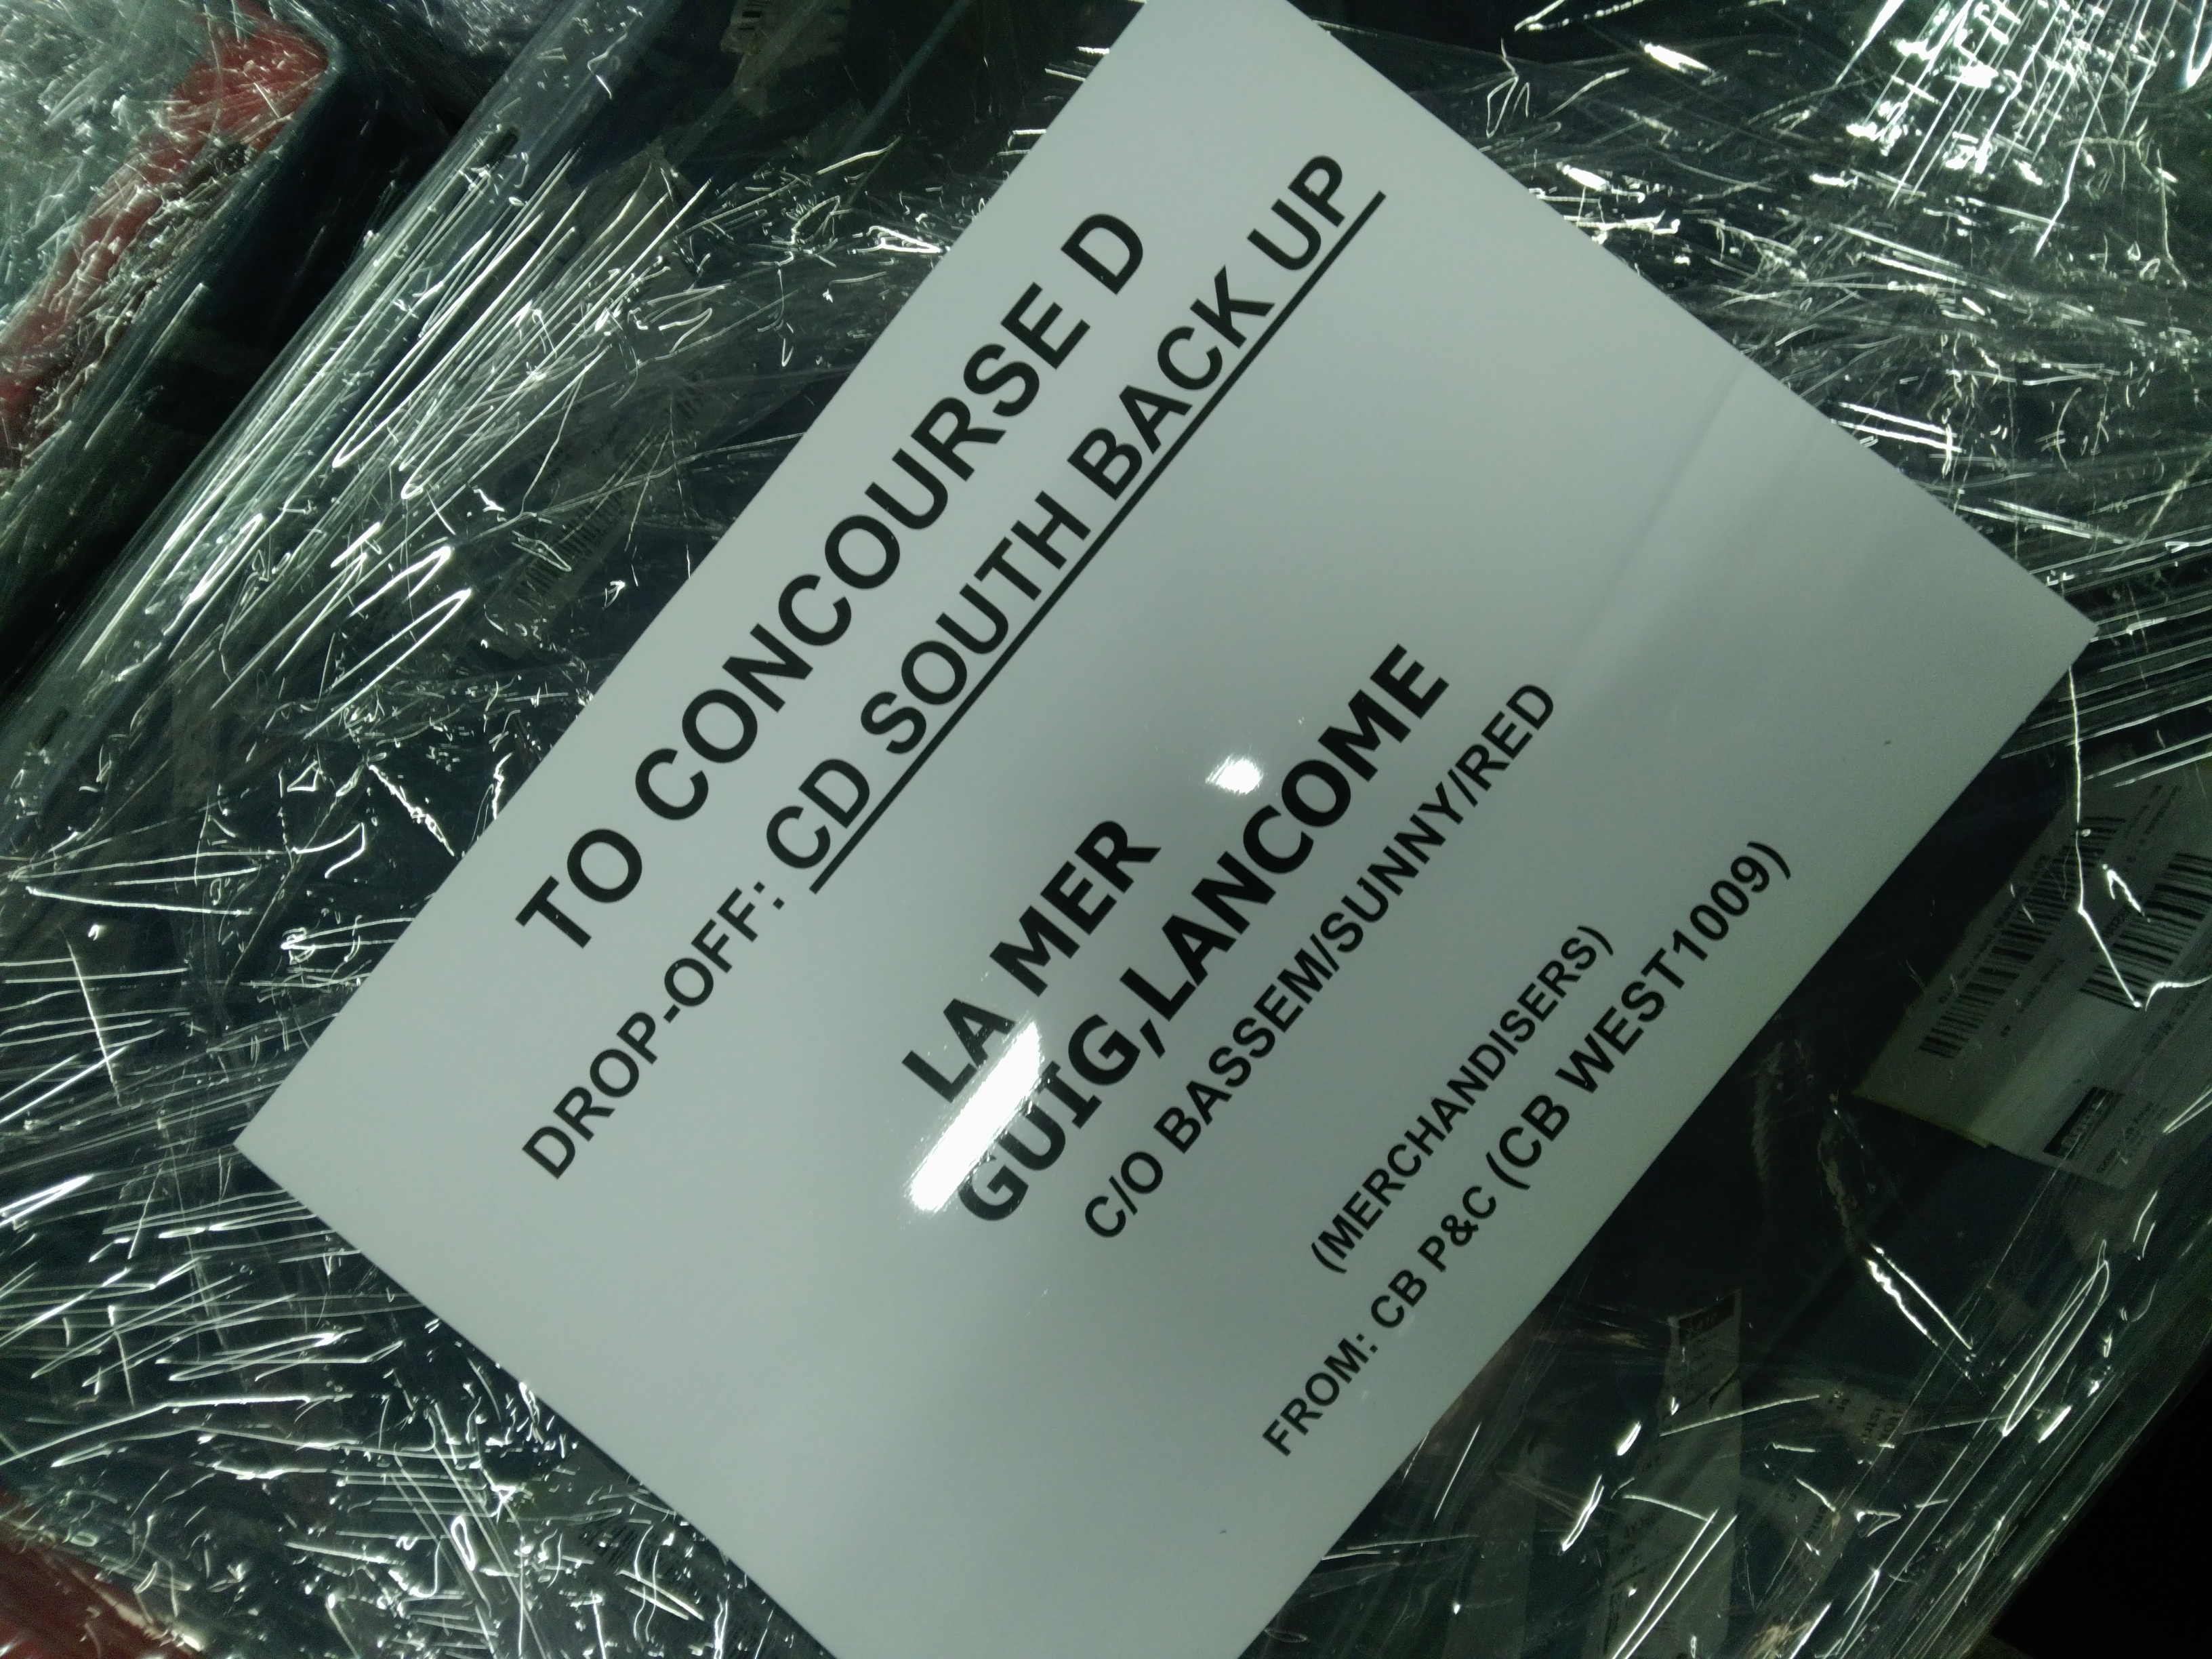 TO CONCOURSE D
DROP-OFF: CD SOUTH BACK UP
LA MER
GUIG,LANCOME
C/O BASSEM/SUNNY/RED
(MERCHANDISERS)
FROM: CB P&C (CB WEST1009)